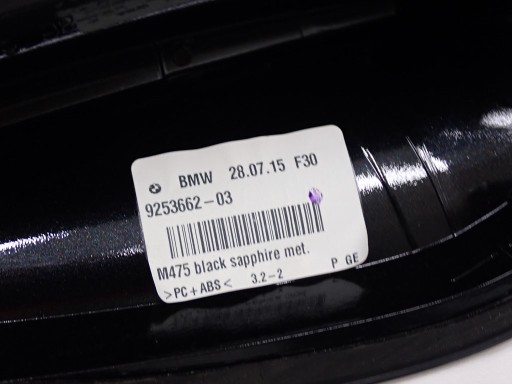 BMW 28.07.15 F30
9253662-03
M475 black sapphire met.
>PC+ABS< 3.2-2 P GE